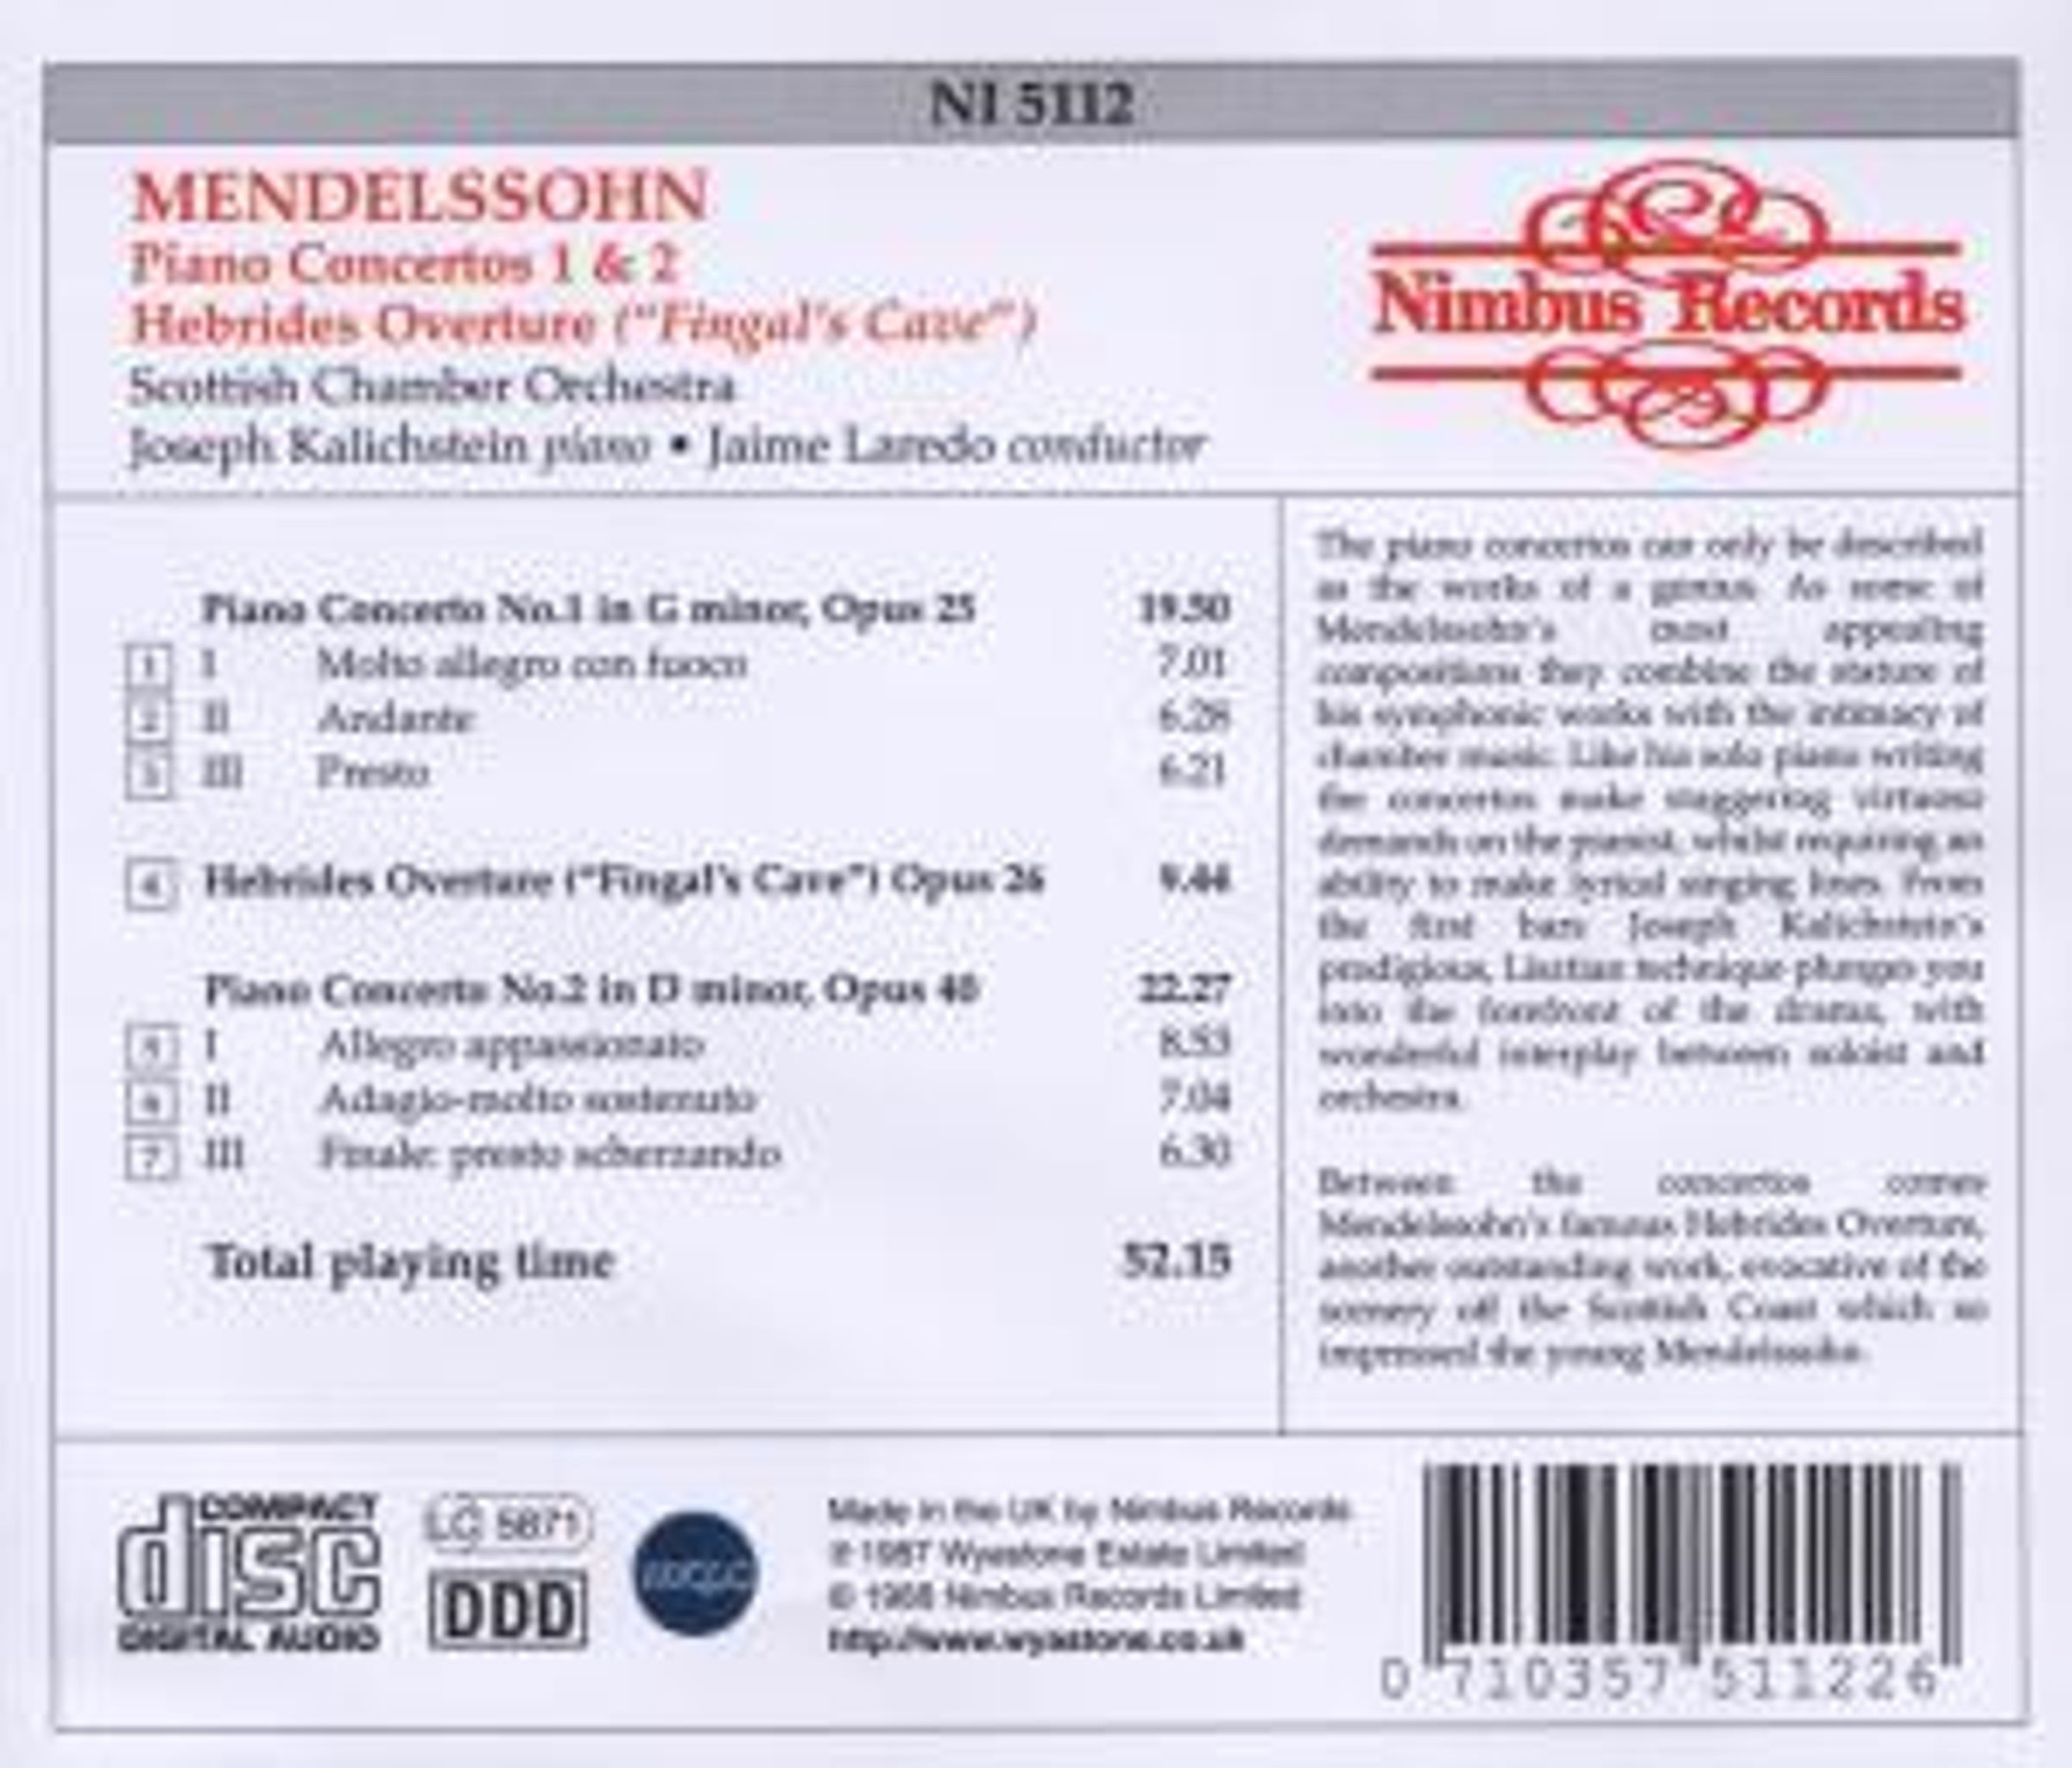 NI 5112
MENDELSSOHN
Piano Concertos 1 & 2
Hebrides Overture ("Fingal's Cave")
Scottish Chamber Orchestra
Joseph Kalichstein piano • Jaime Laredo conductor
Nimbus Records
Piano Concerto No.1 in G minor, Opus 25 19.50
1 I Molto allegro con fuoco 7.01
2 II Andante 6.28
3 III Presto 6.21
4 Hebrides Overture ("Fingal's Cave") Opus 26 9.44
Piano Concerto No.2 in D minor, Opus 40 22.27
5 I Allegro appassionato 8.53
6 II Adagio-molto sostenuto 7.04
7 III Finale: presto scherzando 6.30
Total playing time 52.15
The piano concertos can only be described
as the works of a genius. As some of
Mendelssohn's most appealing
compositions they combine the stature of
his symphonic works with the intimacy of
chamber music. Like his solo piano writing
the concertos make staggering virtuoso
demands on the pianist, whilst requiring an
ability to make lyrical singing lines. From
the first bars Joseph Kalichstein's
prodigious, Lisztian technique plunges you
into the forefront of the drama, with
wonderful interplay between soloist and
orchestra.
Between the concertos comes
Mendelssohn's famous Hebrides Overture,
another outstanding work, evocative of the
scenery off the Scottish Coast which so
impressed the young Mendelssohn.
COMPACT
disc
DIGITAL AUDIO
LC 5871
DDD
Made in the UK by Nimbus Records
℗ 1987 Wyastone Estate Limited
© 1988 Nimbus Records Limited
http://www.wyastone.co.uk
0 710357 511226